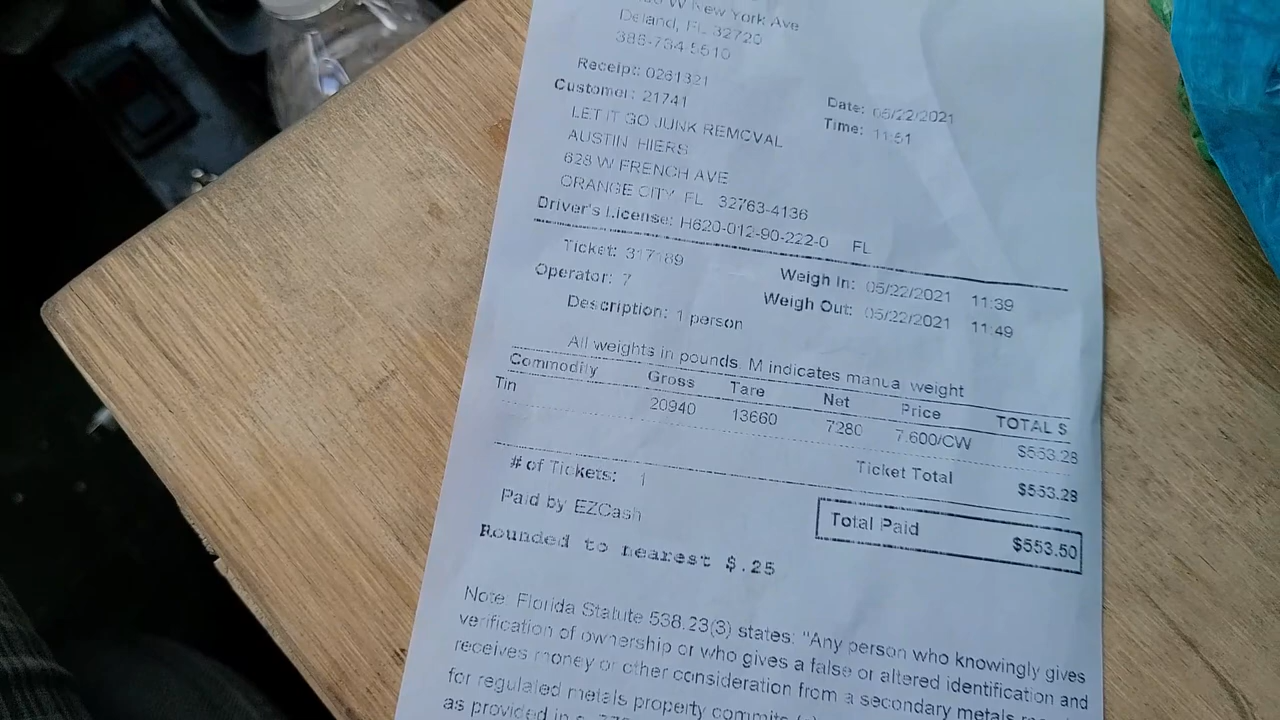 W New York Ave
Deland, FL 32720
386-734-5510
Receipt: 0261321
Customer: 21741
Date: 05/22/2021
Time: 11:51
LET IT GO JUNK REMOVAL
AUSTIN HIERS
628 W FRENCH AVE
ORANGE CITY FL 32763-4136
Driver's License: H620-012-90-222-0 FL
Ticket: 317189
Weigh In: 05/22/2021 11:39
Operator: 7
Weigh Out: 05/22/2021 11:49
Description: 1 person
All weights in pounds M indicates manual weight
Commodity Gross Tare Net Price TOTAL $
Tin 20940 13660 7280 7.600/CW $553.28
Ticket Total $553.28
# of Tickets: 1
Paid by EZCash
Total Paid $553.50
Rounded to nearest $.25
Note: Florida Statute 538.23(3) states: "Any person who knowingly gives
verification of ownership or who gives a false or altered identification and
receives money or other consideration from a secondary metals
for regulated metals property commits
as provided in